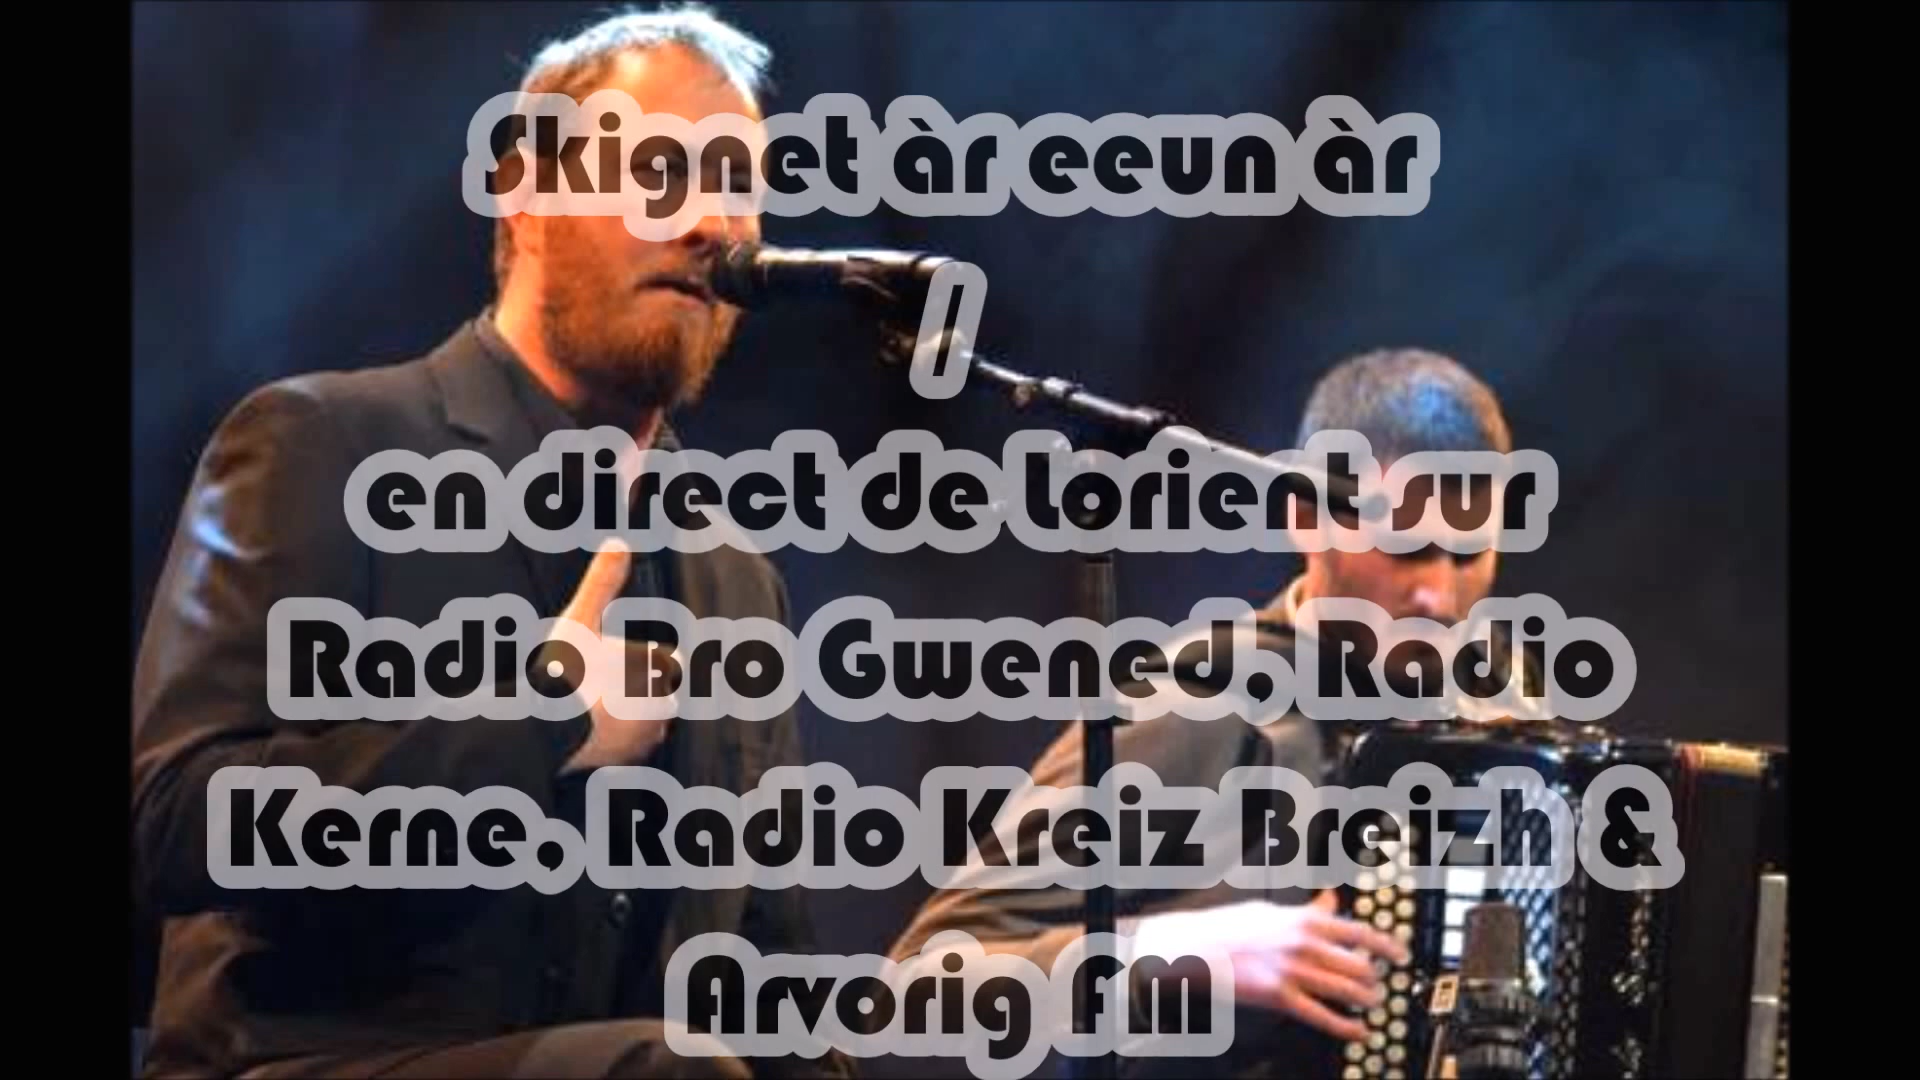 Skignet àr eeun àr
/
en direct de Lorient sur
Radio Bro Gwened, Radio
Kerne, Radio Kreiz Breizh &
Arvorig FM